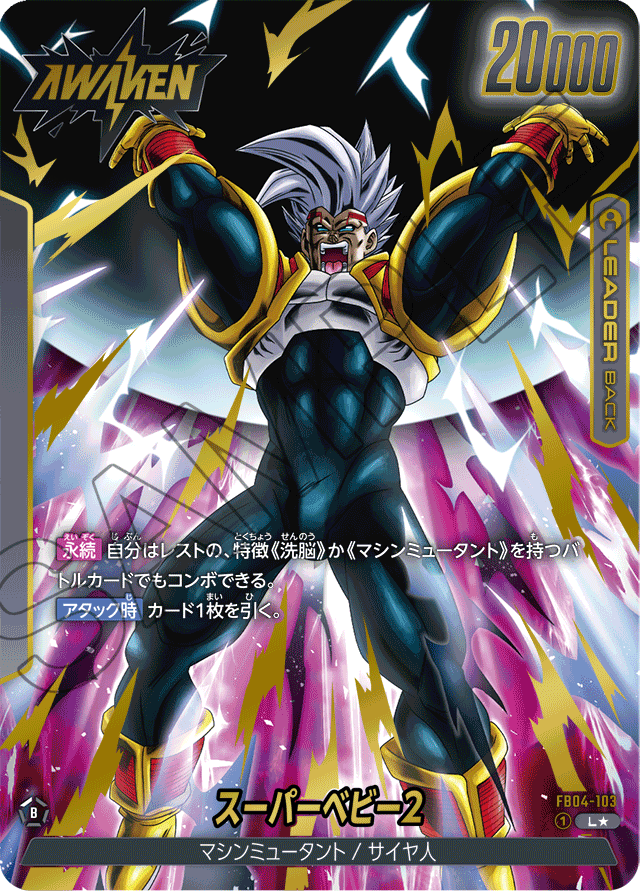 AWAKEN
20000
LEADER BACK
永続 自分はレストの、特徴《洗脳》か《マシンミュータント》を持つバ
トルカードでもコンボできる。
アタック時 カード1枚を引く。
SAMPLE
スーパーベビー2
FB04-103
B
1 L★
マシンミュータント / サイヤ人